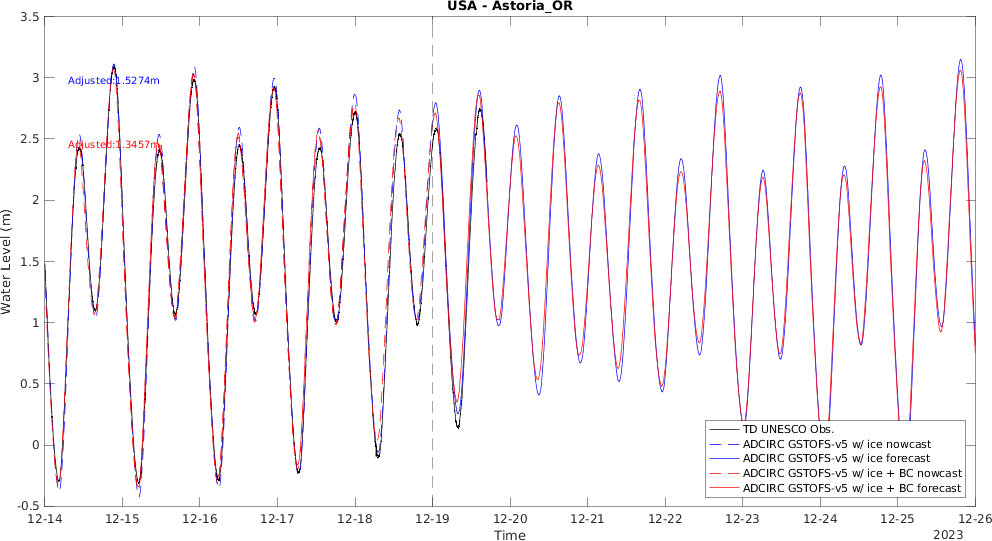 USA - Astoria_OR
3.5
3
2.5
2
1.5
1
0.5
0
-0.5
Water Level (m)
Adjusted:1.5274m
Adjusted:1.3457m
TD UNESCO Obs.
ADCIRC GSTOFS-v5 w/ ice nowcast
ADCIRC GSTOFS-v5 w/ ice forecast
ADCIRC GSTOFS-v5 w/ ice + BC nowcast
ADCIRC GSTOFS-v5 w/ ice + BC forecast
12-14 12-15 12-16 12-17 12-18 12-19 12-20 12-21 12-22 12-23 12-24 12-25 12-26
Time
2023